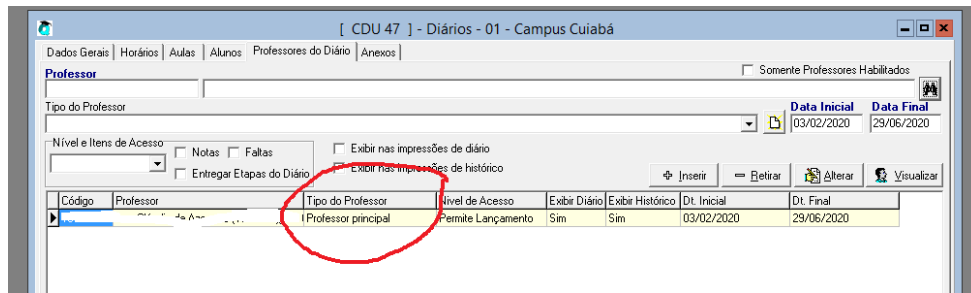 [ CDU 47 ] - Diários - 01 - Campus Cuiabá
Dados Gerais Horários Aulas Alunos Professores do Diário Anexos
Professor Somente Professores Habilitados
Tipo do Professor Data Inicial Data Final
03/02/2020 29/06/2020
Nível e Itens de Acesso Notas Faltas Exibir nas impressões de diário
Entregar Etapas do Diário Exibir nas impressões de histórico Inserir Retirar Alterar Visualizar
Código Professor Tipo do Professor Nivel de Acesso Exibir Diário Exibir Histórico Dt. Inicial Dt. Final
Professor principal Permite Lançamento Sim Sim 03/02/2020 29/06/2020